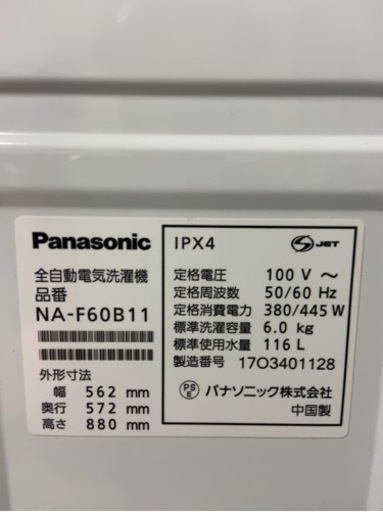 Panasonic
全自動電気洗濯機
品番
NA-F60B11
外形寸法
幅 562 mm
奥行 572 mm
高さ 880 mm
IPX4
S JET
定格電圧 100 V ～
定格周波数 50/60 Hz
定格消費電力 380/445 W
標準洗濯容量 6.0 kg
標準使用水量 116 L
製造番号 17O3401128
PS E パナソニック株式会社
中国製